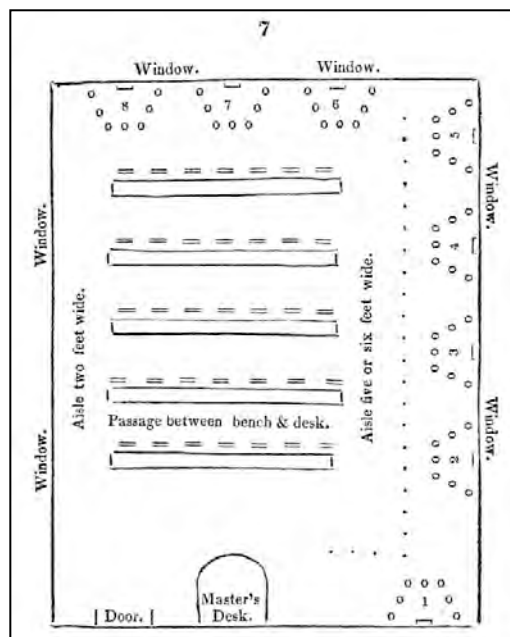 7
Window. Window.
8 7 6
5
Window.
Window.
4
Aisle two feet wide.
Aisle five or six feet wide.
3
Passage between bench & desk.
Window.
Window.
2
Master's
Desk.
| Door. |
1